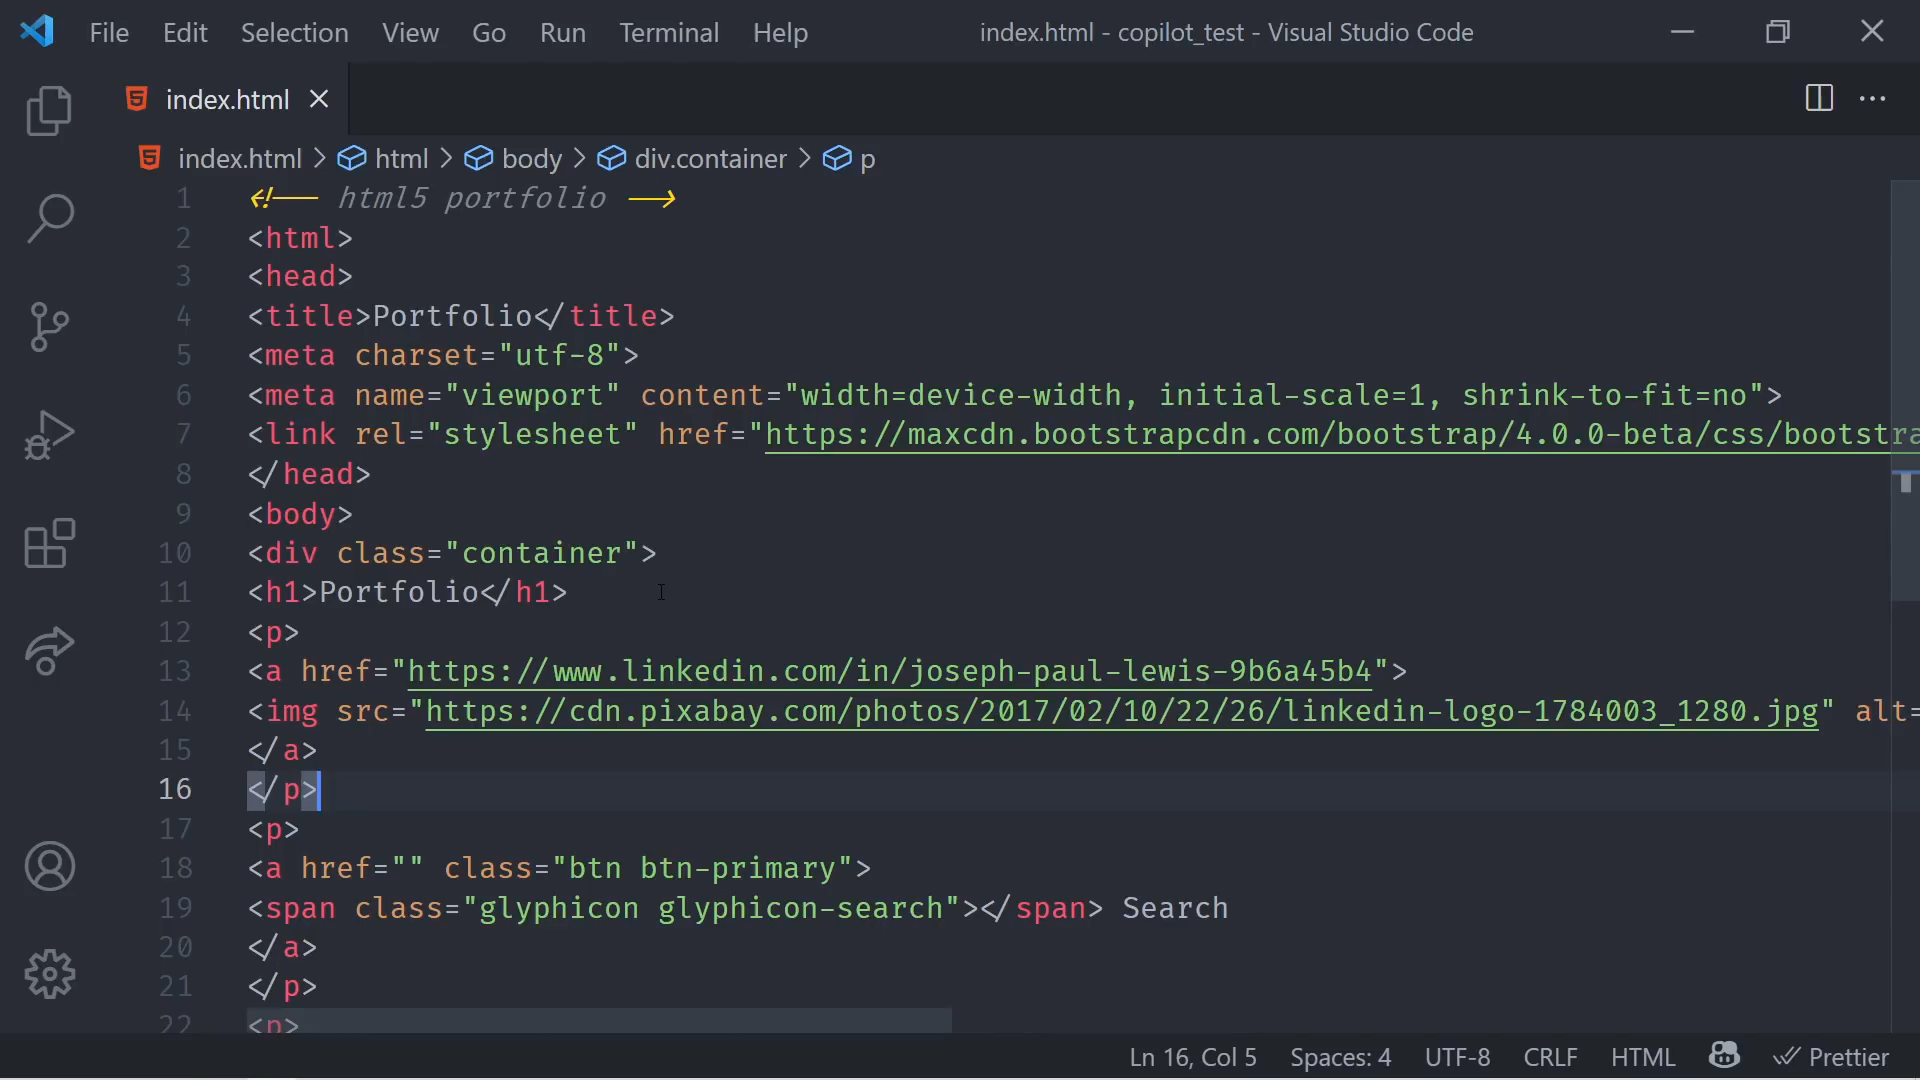 File Edit Selection View Go Run Terminal Help index.html - copilot_test - Visual Studio Code
index.html
index.html > html > body > div.container > p
1 <!-- html5 portfolio -->
2 <html>
3 <head>
4 <title>Portfolio</title>
5 <meta charset="utf-8">
6 <meta name="viewport" content="width=device-width, initial-scale=1, shrink-to-fit=no">
7 <link rel="stylesheet" href="https://maxcdn.bootstrapcdn.com/bootstrap/4.0.0-beta/css/bootstra
8 </head>
9 <body>
10 <div class="container">
11 <h1>Portfolio</h1>
12 <p>
13 <a href="https://www.linkedin.com/in/joseph-paul-lewis-9b6a45b4">
14 <img src="https://cdn.pixabay.com/photos/2017/02/10/22/26/linkedin-logo-1784003_1280.jpg" alt=
15 </a>
16 </p>
17 <p>
18 <a href="" class="btn btn-primary">
19 <span class="glyphicon glyphicon-search"></span> Search
20 </a>
21 </p>
22 <p>
Ln 16, Col 5 Spaces: 4 UTF-8 CRLF HTML Prettier